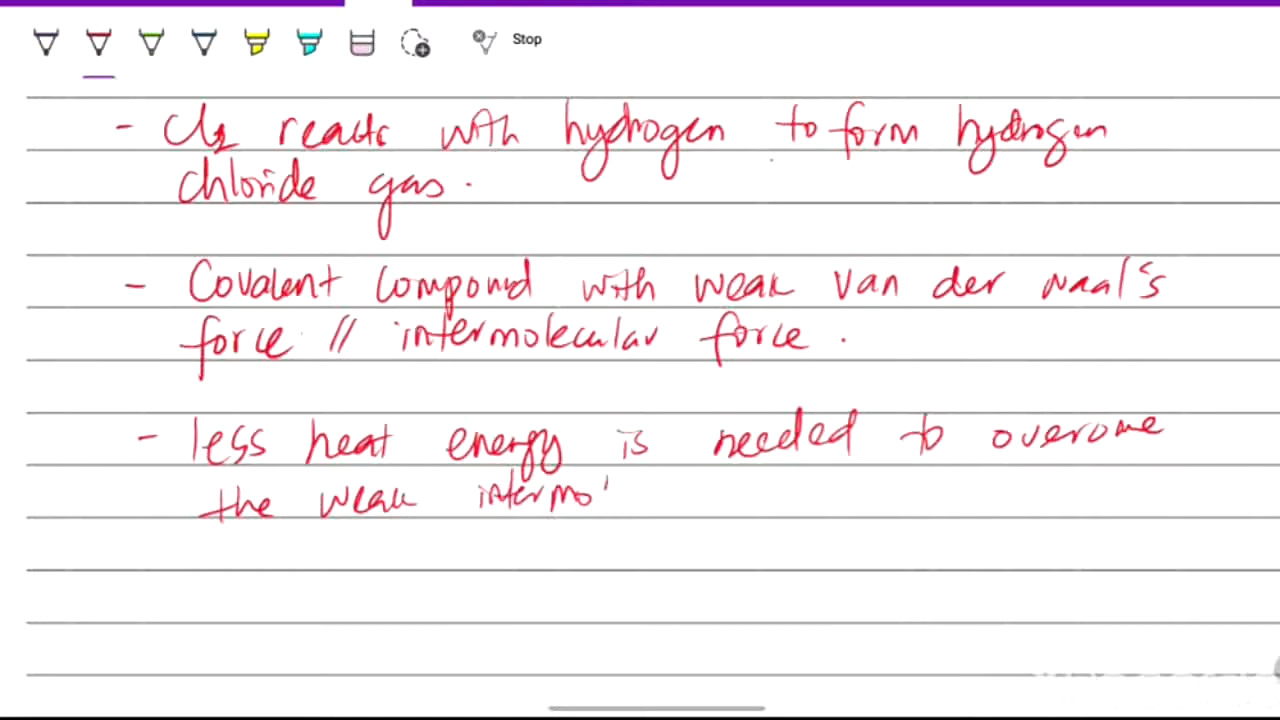 Stop
- Cl2 reacts with hydrogen to form hydrogen
chloride gas.
- Covalent compound with weak Van der Waal's
force // intermolecular force.
- less heat energy is needed to overome
the weak intermo